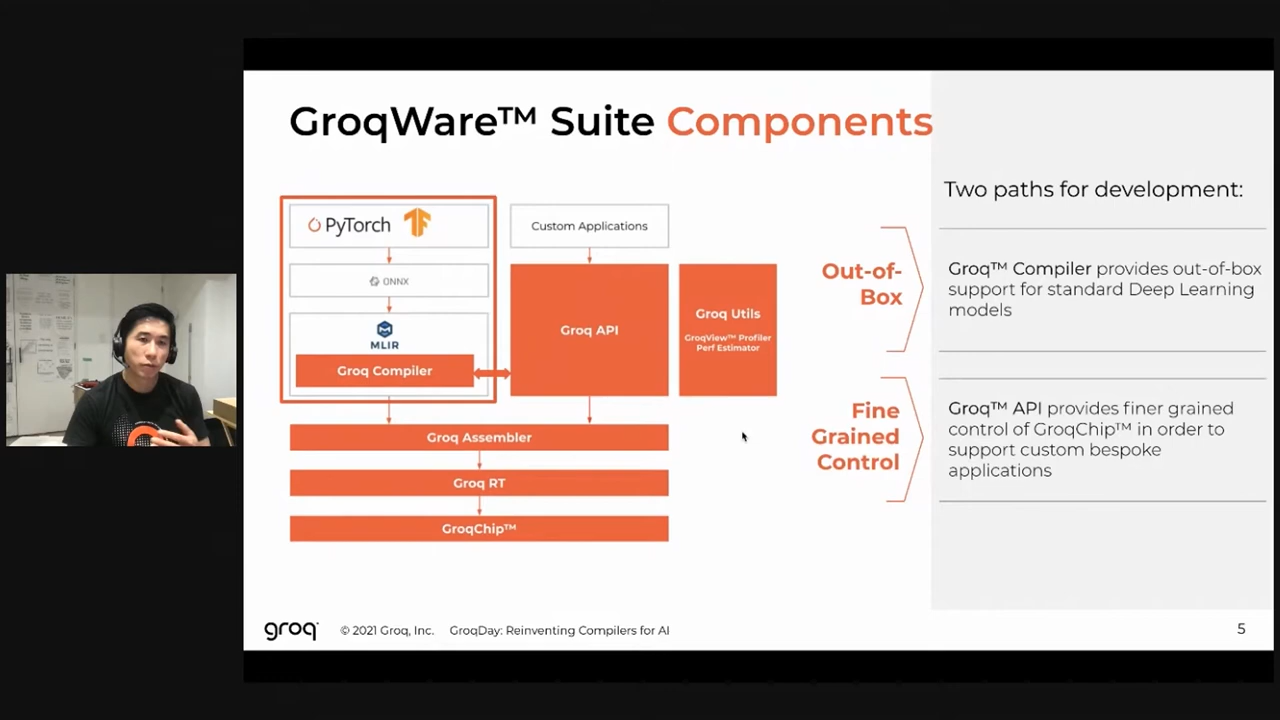 GroqWare™ Suite Components
PyTorch
ONNX
MLIR
Groq Compiler
Custom Applications
Groq API
Groq Utils
GroqView™ Profiler
Perf Estimator
Groq Assembler
Groq RT
GroqChip™
Out-of-
Box
Fine
Grained
Control
Two paths for development:
Groq™ Compiler provides out-of-box
support for standard Deep Learning
models
Groq™ API provides finer grained
control of GroqChip™ in order to
support custom bespoke
applications
groq
© 2021 Groq, Inc. GroqDay: Reinventing Compilers for AI
5